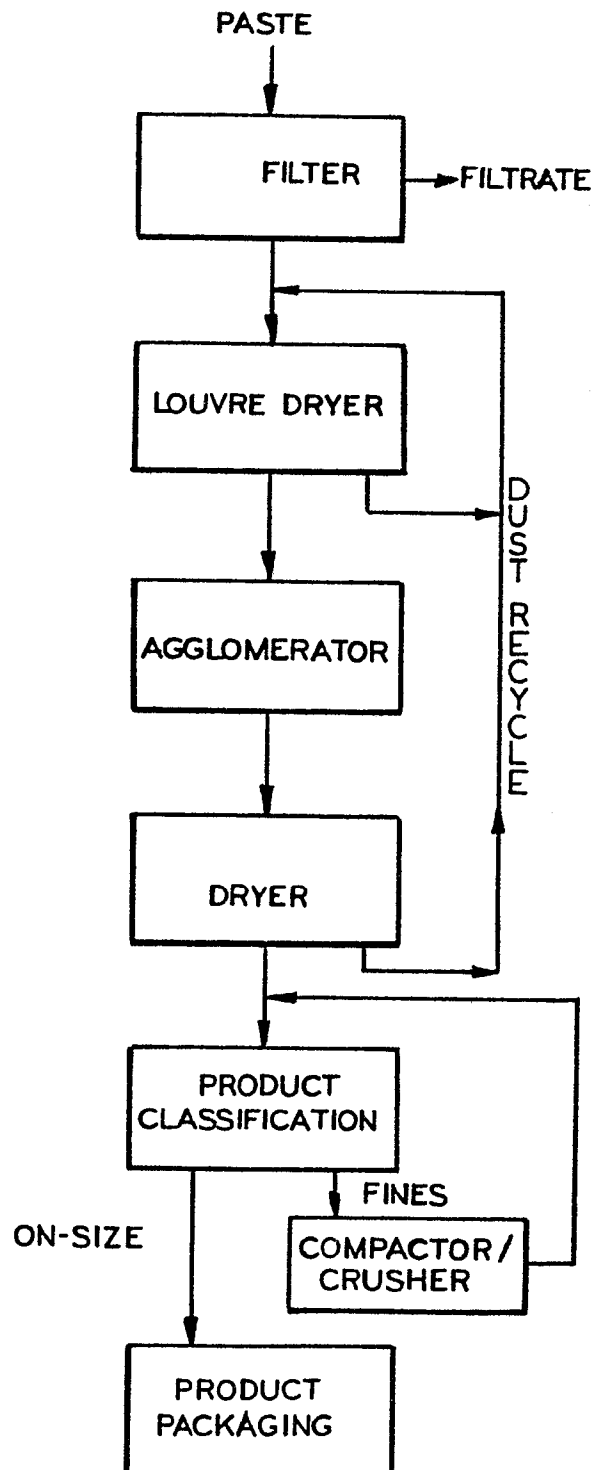 PASTE
FILTER
FILTRATE
LOUVRE DRYER
DUST RECYCLE
AGGLOMERATOR
DRYER
PRODUCT
CLASSIFICATION
FINES
ON-SIZE
COMPACTOR/
CRUSHER
PRODUCT
PACKAGING